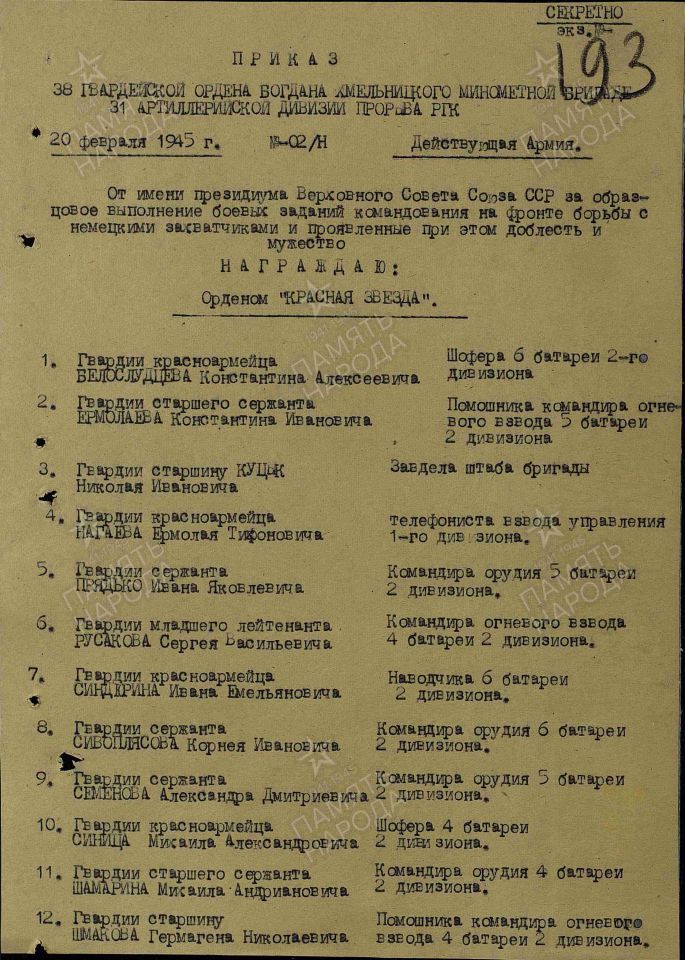 СЕКРЕТНО
экз.№
193
ПРИКАЗ
38 ГВАРДЕЙСКОЙ ОРДЕНА БОГДАНА ХМЕЛЬНИЦКОГО МИНОМЕТНОЙ БРИГАДЕ
31 АРТИЛЛЕРИЙСКОЙ ДИВИЗИИ ПРОРЫВА РГК
20 февраля 1945 г. №-02/Н Действующая Армия.
От имени президиума Верховного Совета Союза ССР за образ-
цовое выполнение боевых заданий командования на фронте борьбы с
немецкими захватчиками и проявленные при этом доблесть и
мужество
НАГРАЖДАЮ:
Орденом "КРАСНАЯ ЗВЕЗДА".
1. Гвардии красноармейца Шофера 6 батареи 2-го
БЕЛОСЛУДЦЕВА Константина Алексеевича дивизиона
2. Гвардии старшего сержанта Помошника командира огне-
ЕРМОЛАЕВА Константина Ивановича вого взвода 5 батареи
2 дивизиона
3. Гвардии старшину КУЦЫК Завдела штаба бригады
Николая Ивановича
4. Гвардии красноармейца телефониста взвода управления
НАГАЕВА Ермолая Тифоновича 1-го дивизиона.
5. Гвардии сержанта Командира орудия 5 батареи
ПРЯДЬКО Ивана Яковлевича 2 дивизиона.
6. Гвардии младшего лейтенанта Командира огневого взвода
РУСАКОВА Сергея Васильевича 4 батареи 2 дивизиона.
7. Гвардии красноармейца Наводчика 6 батареи
СИНДЮРИНА Ивана Емельяновича 2 дивизиона.
8. Гвардии сержанта Командира орудия 6 батареи
СИВОПЛЯСОВА Корнея Ивановича 2 дивизиона.
9. Гвардии сержанта Командира орудия 5 батареи
СЕМЕНОВА Александра Дмитриевича 2 дивизиона.
10. Гвардии красноармейца Шофера 4 батареи
СИНИЦА Михаила Александровича 2 дивизиона.
11. Гвардии старшего сержанта Командира орудия 4 батареи
ШАМАРИНА Михаила Андриановича 2 дивизиона.
12. Гвардии старшину Помошника командира огневого
ШМАКОВА Гермагена Николаевича взвода 4 батареи 2 дивизиона.
ПАМЯТЬ
НАРОДА